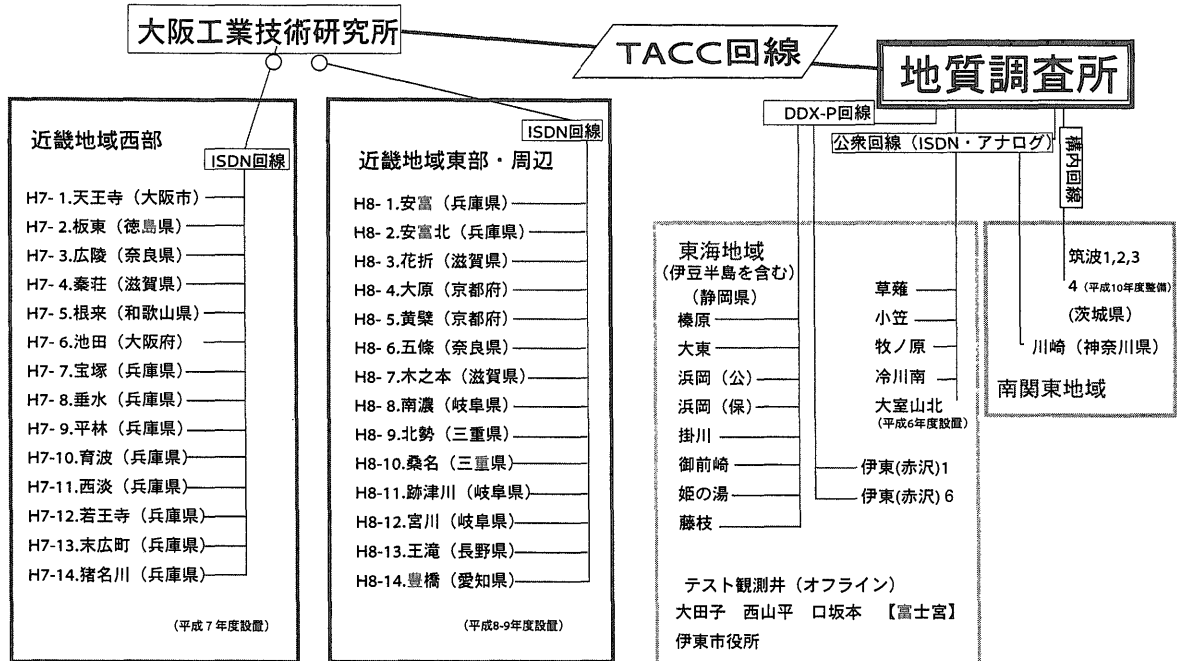 大阪工業技術研究所
TACC回線
地質調査所
近畿地域西部
ISDN回線
H7- 1.天王寺（大阪市）
H7- 2.板東（徳島県）
H7- 3.広陵（奈良県）
H7- 4.秦荘（滋賀県）
H7- 5.根来（和歌山県）
H7- 6.池田（大阪府）
H7- 7.宝塚（兵庫県）
H7- 8.垂水（兵庫県）
H7- 9.平林（兵庫県）
H7-10.育波（兵庫県）
H7-11.西淡（兵庫県）
H7-12.若王寺（兵庫県）
H7-13.末広町（兵庫県）
H7-14.猪名川（兵庫県）
（平成７年度設置）
ISDN回線
近畿地域東部・周辺
H8- 1.安富（兵庫県）
H8- 2.安富北（兵庫県）
H8- 3.花折（滋賀県）
H8- 4.大原（京都府）
H8- 5.黄檗（京都府）
H8- 6.五條（奈良県）
H8- 7.木之本（滋賀県）
H8- 8.南濃（岐阜県）
H8- 9.北勢（三重県）
H8-10.桑名（三重県）
H8-11.跡津川（岐阜県）
H8-12.宮川（岐阜県）
H8-13.王滝（長野県）
H8-14.豊橋（愛知県）
（平成8-9年度設置）
DDX-P回線
公衆回線（ISDN・アナログ）
構内回線
東海地域
（伊豆半島を含む）
（静岡県）
榛原
大東
浜岡（公）
浜岡（保）
掛川
御前崎
姫の湯
藤枝
草薙
小笠
牧ノ原
冷川南
大室山北
（平成6年度設置）
伊東(赤沢)1
伊東(赤沢) 6
テスト観測井（オフライン）
大田子 西山平 口坂本 【富士宮】
伊東市役所
筑波1,2,3
4（平成10年度整備）
（茨城県）
川崎（神奈川県）
南関東地域